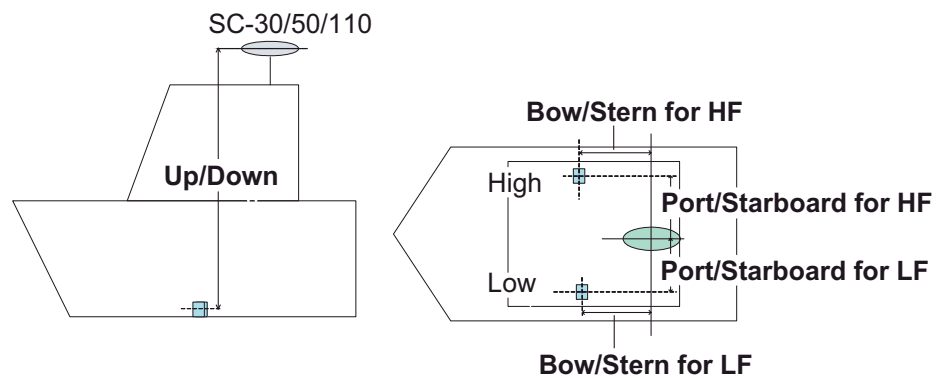 SC-30/50/110
Up/Down
Bow/Stern for HF
High
Port/Starboard for HF
Port/Starboard for LF
Low
Bow/Stern for LF